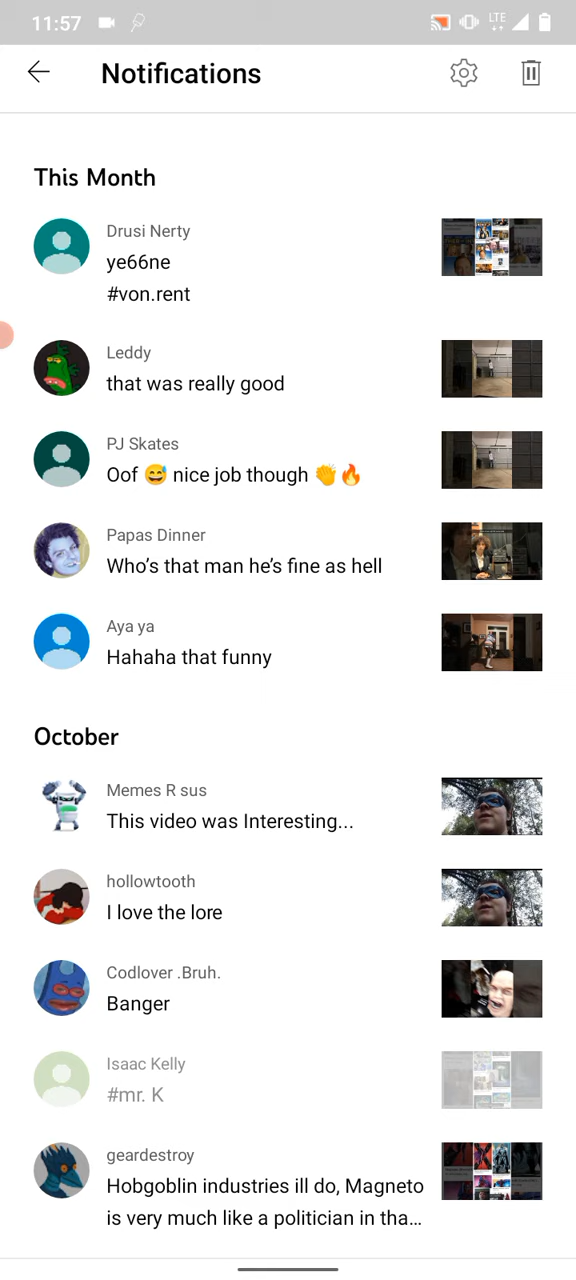 11:57
LTE
Notifications
This Month
Drusi Nerty
ye66ne
#von.rent
Leddy
that was really good
PJ Skates
Oof 😅 nice job though 👏🔥
Papas Dinner
Who's that man he's fine as hell
Aya ya
Hahaha that funny
October
Memes R sus
This video was Interesting...
hollowtooth
I love the lore
Codlover .Bruh.
Banger
Isaac Kelly
#mr. K
geardestroy
Hobgoblin industries ill do, Magneto
is very much like a politician in tha...